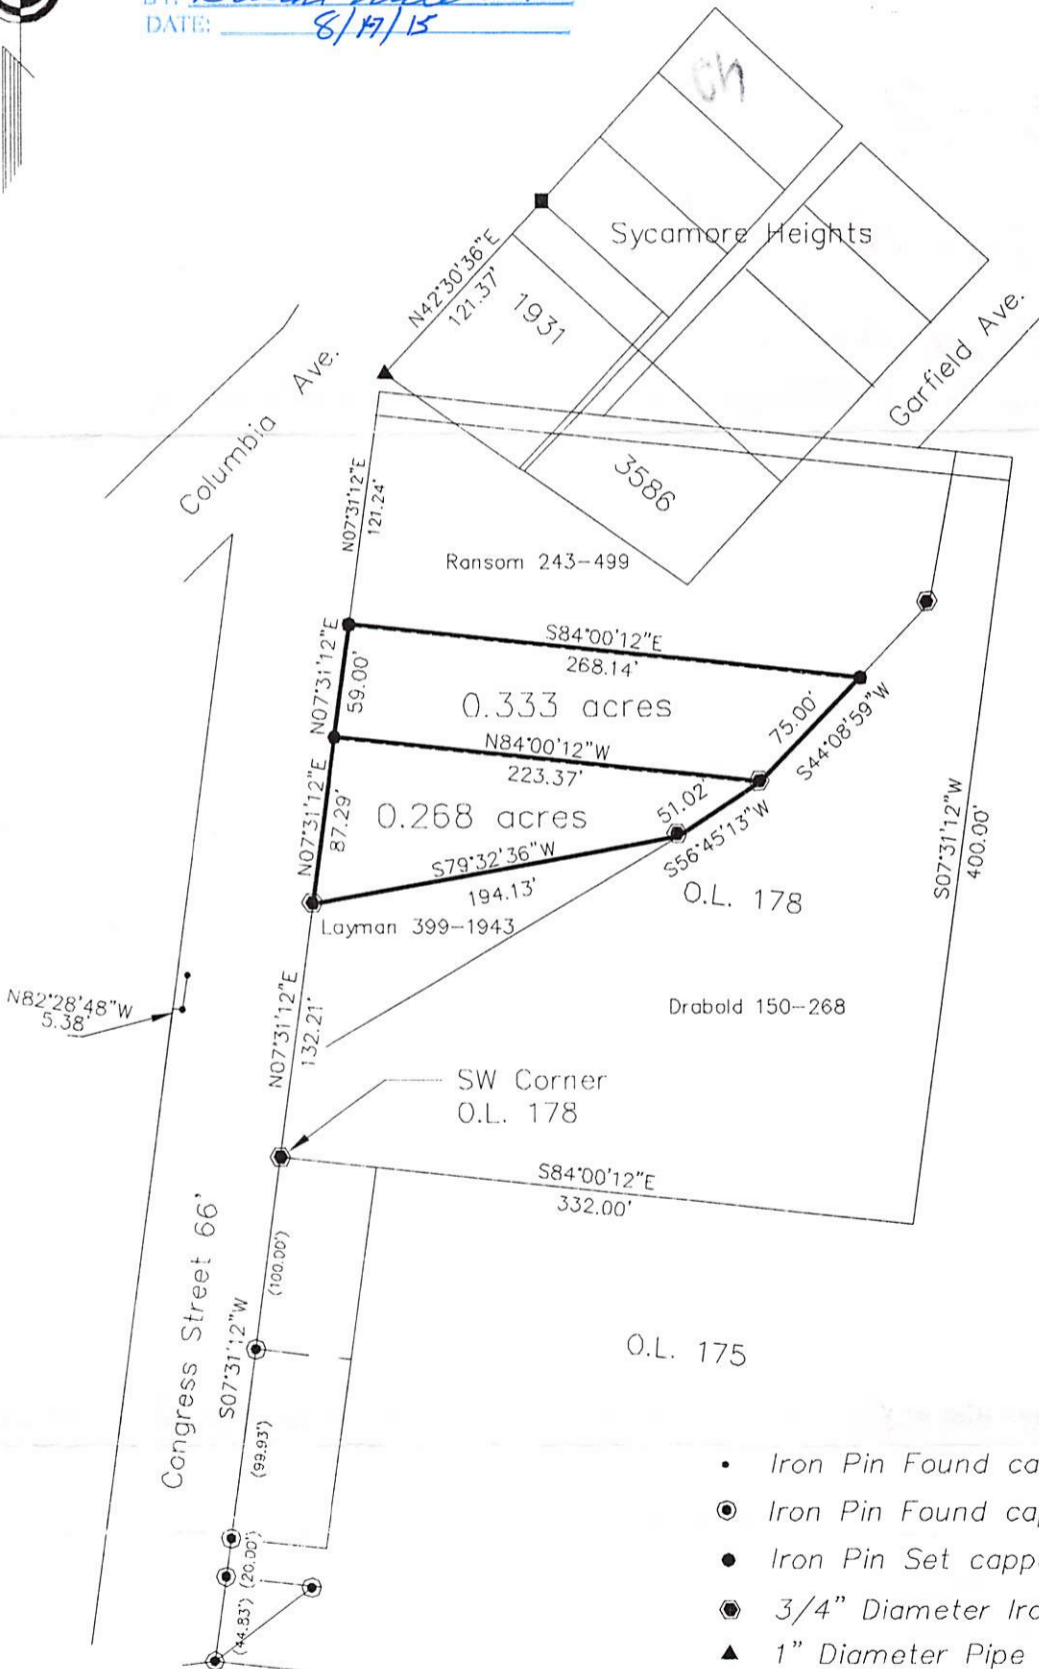 DATE: 8/17/15
Sycamore Heights
N42°30'36"E
121.37'
1931
Garfield Ave.
Columbia Ave.
3586
N07°31'12"E
121.24'
Ransom 243-499
S84°00'12"E
268.14'
N07°31'12"E
59.00'
0.333 acres
75.00'
S44°08'59"W
N84°00'12"W
223.37'
N07°31'12"E
87.29'
0.268 acres
51.02'
S56°45'13"W
S79°32'36"W
194.13'
O.L. 178
S07°31'12"W
400.00'
Layman 399-1943
N82°28'48"W
5.38'
N07°31'12"E
132.21'
Drabold 150-268
SW Corner
O.L. 178
S84°00'12"E
332.00'
Congress Street 66'
(100.00')
S07°31'12"W
O.L. 175
(99.93')
(20.00')
(44.83')
Iron Pin Found ca
Iron Pin Found ca
Iron Pin Set capp
3/4" Diameter Iro
1" Diameter Pipe